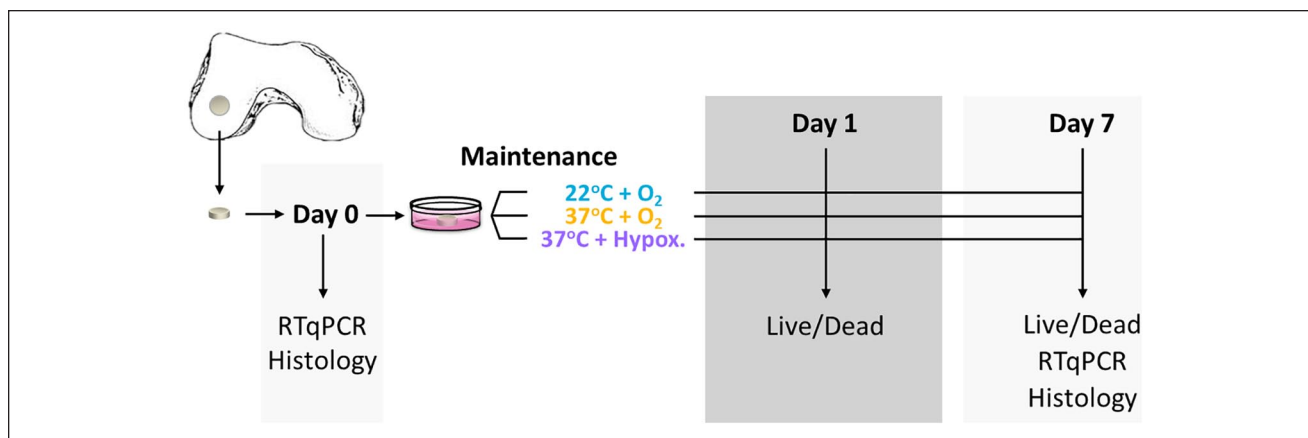 Day 0
RTqPCR
Histology
Maintenance
22°C + O₂
37°C + O₂
37°C + Hypox.
Day 1
Live/Dead
Day 7
Live/Dead
RTqPCR
Histology